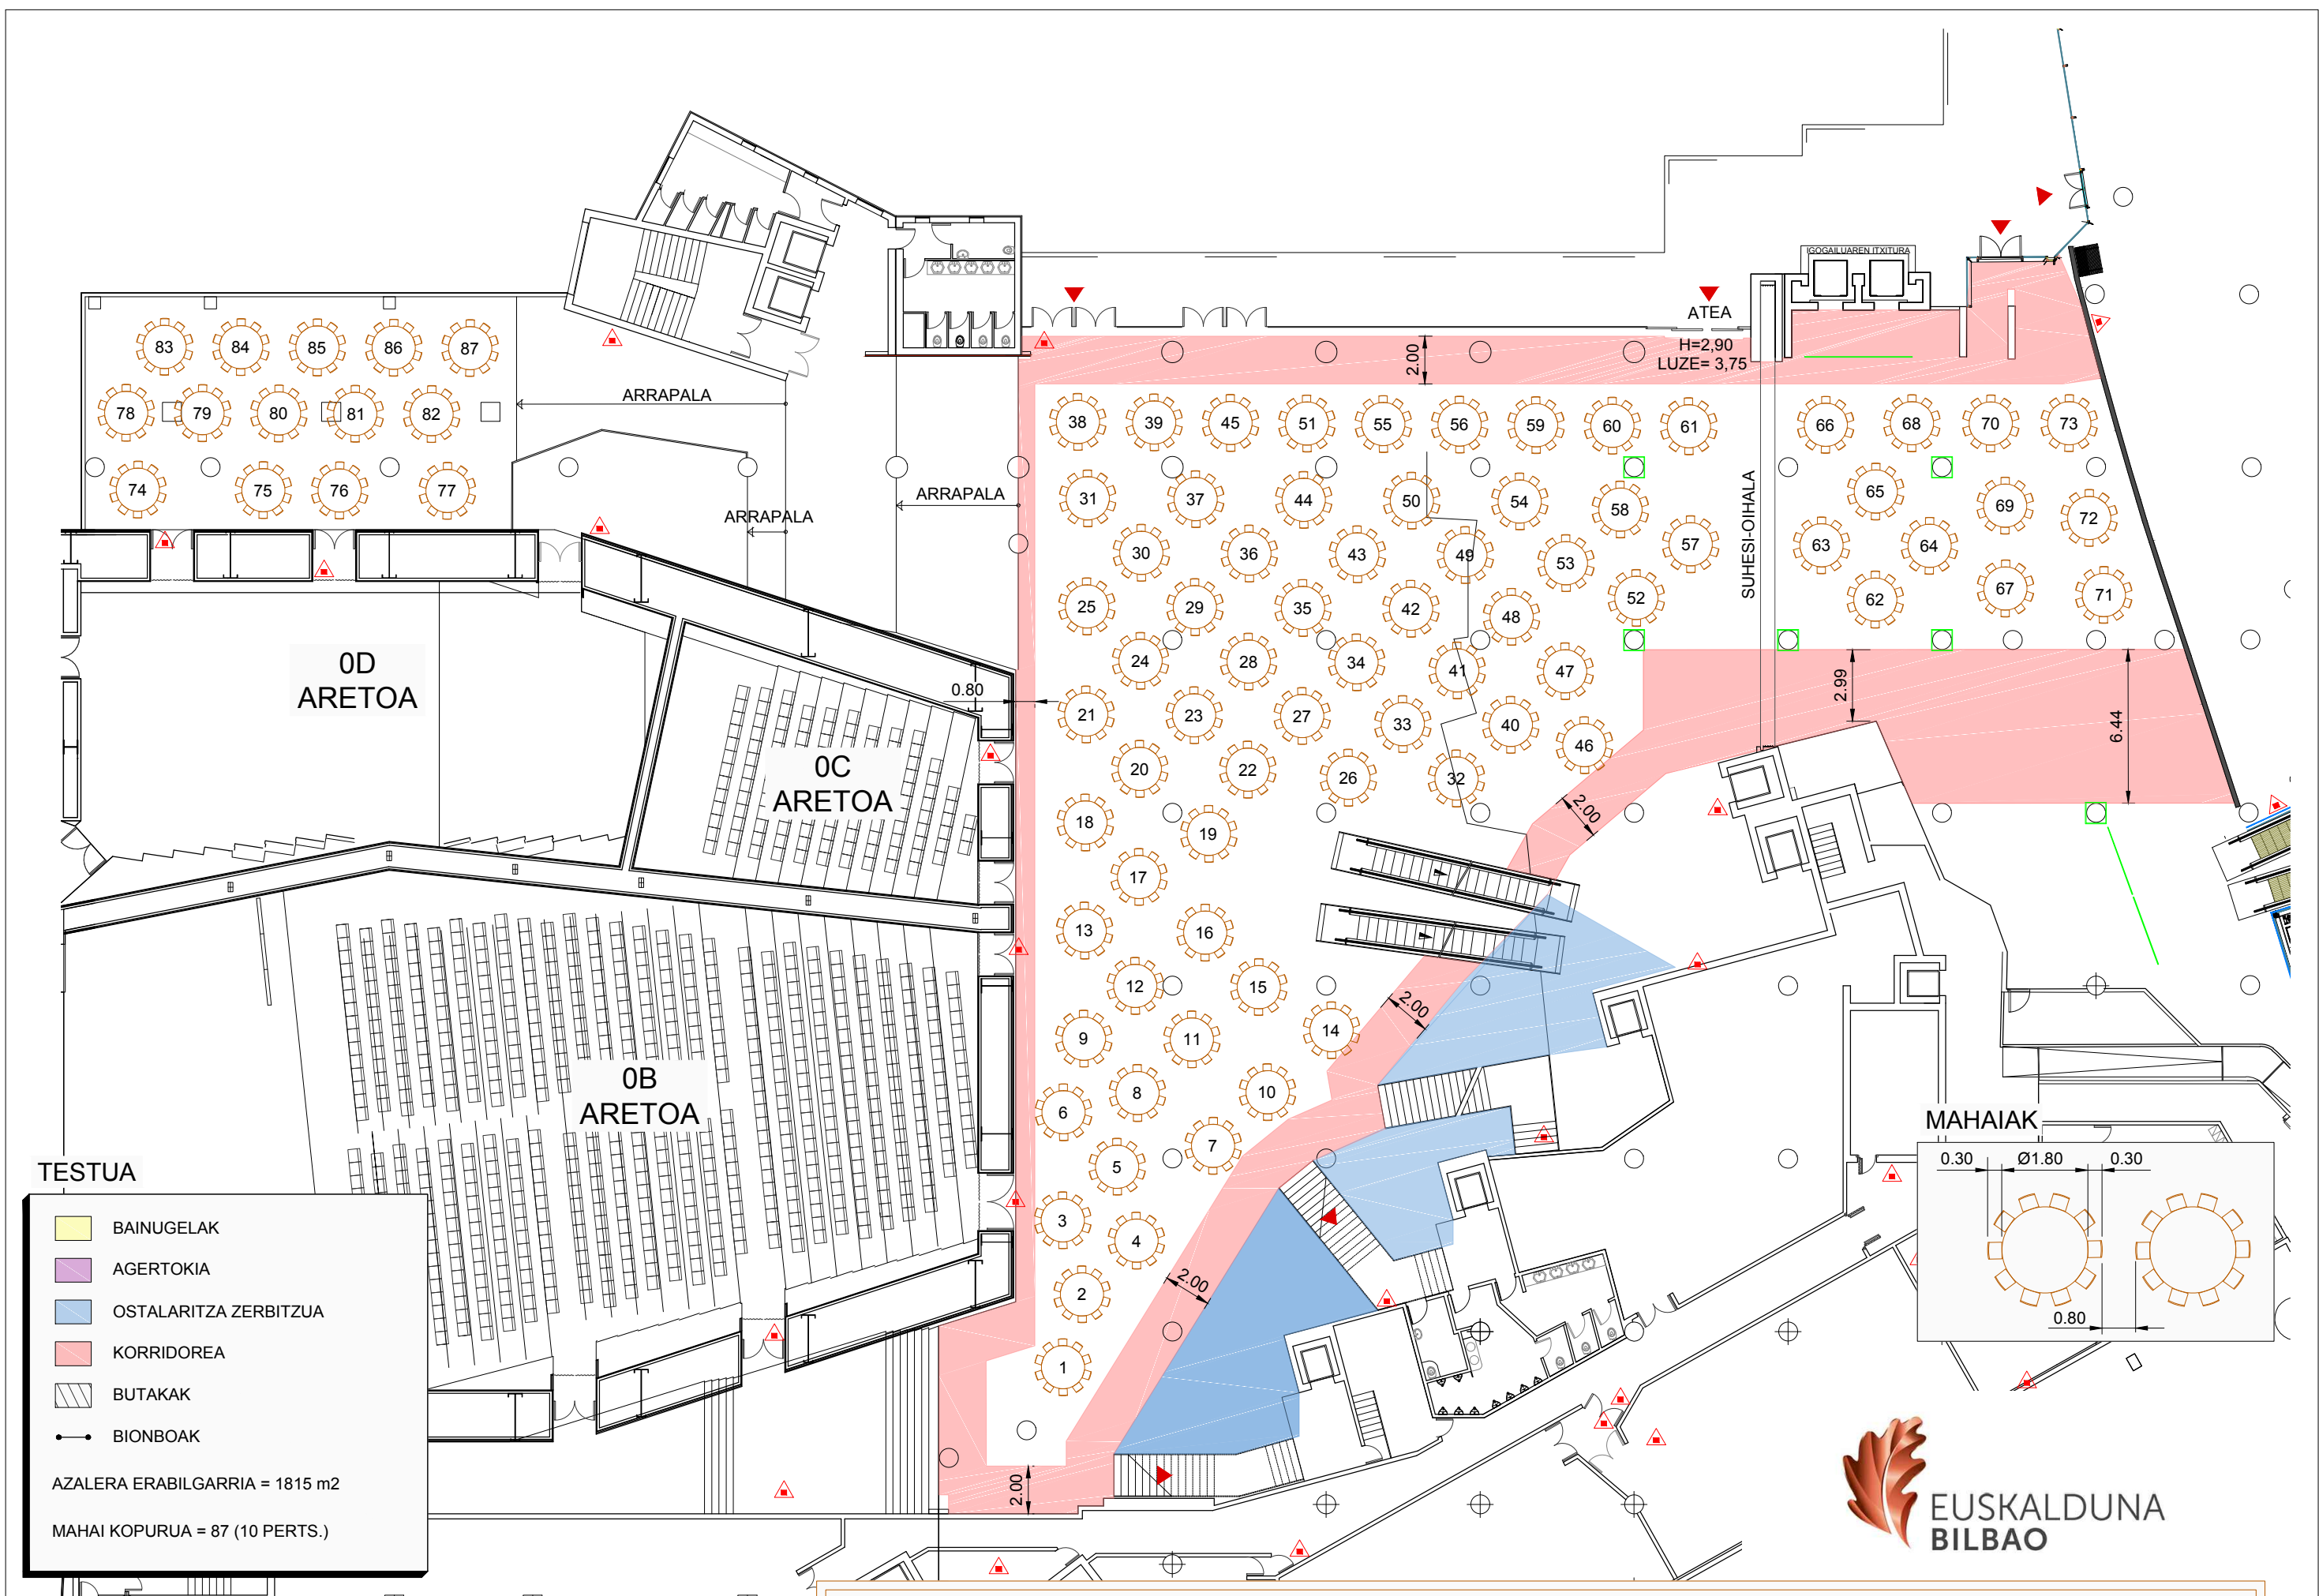 IGOGAILUAREN ITXITURA
ATEA
H=2,90
LUZE= 3,75
2.00
83 84 85 86 87
78 79 80 81 82
74 75 76 77
ARRAPALA
ARRAPALA
ARRAPALA
38 39 45 51 55 56 59 60 61 66 68 70 73
31 37 44 50 54 58 65 69 72
30 36 43 49 53 57 63 64
25 29 35 42 48 52 62 67 71
SUHESI-OIHALA
24 28 34 41 47
21 23 27 33 40 46
20 22 26 32
18 19
17
13 16
12 15
9 11 14
8 10
6
5 7
3 4
2
1
0.80
2.99
6.44
2.00
2.00
2.00
2.00
0D
ARETOA
0C
ARETOA
0B
ARETOA
MAHAIAK
0.30 Ø1.80 0.30
0.80
TESTUA
BAINUGELAK
AGERTOKIA
OSTALARITZA ZERBITZUA
KORRIDOREA
BUTAKAK
BIONBOAK
AZALERA ERABILGARRIA = 1815 m2
MAHAI KOPURUA = 87 (10 PERTS.)
EUSKALDUNA
BILBAO